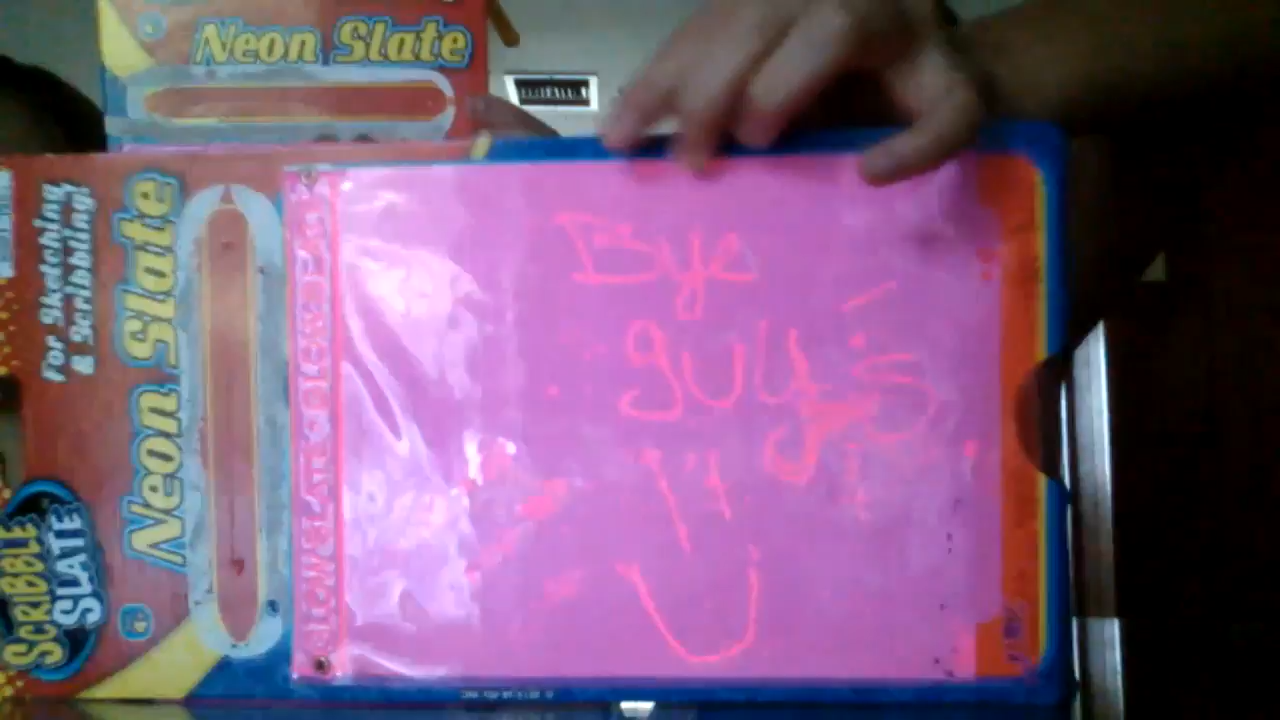 Neon Slate
For Sketching
& Scribbling!
Neon Slate
SCRIBBLE
SLATE
Bye
guys